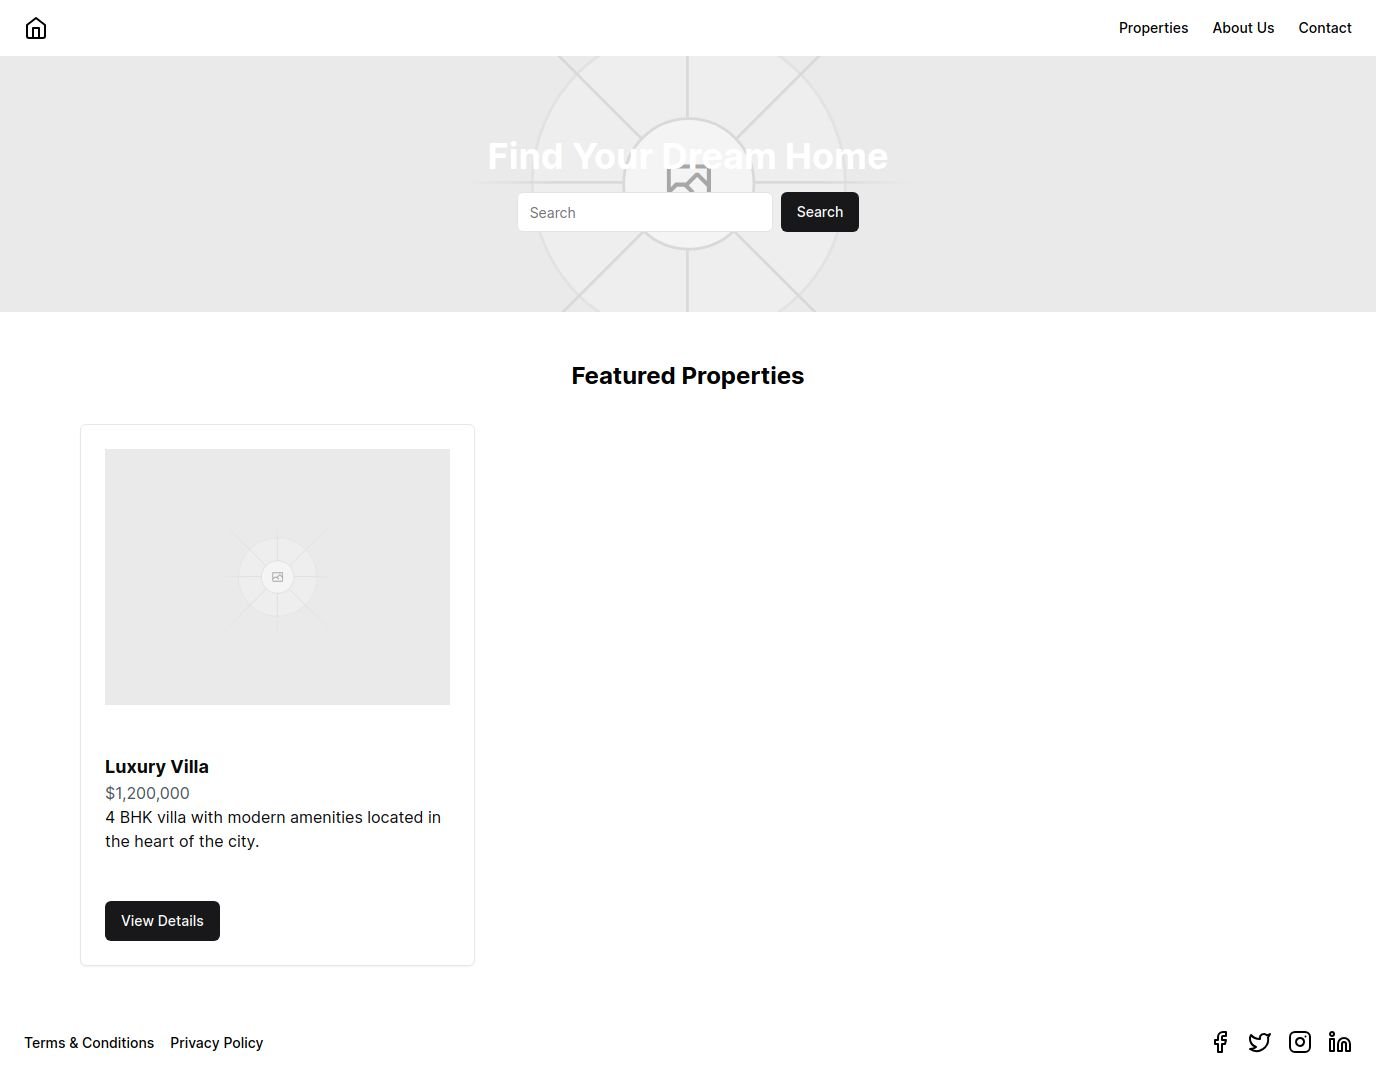 Properties About Us Contact
Find Your Dream Home
Search Search
Featured Properties
Luxury Villa
$1,200,000
4 BHK villa with modern amenities located in
the heart of the city.
View Details
Terms & Conditions Privacy Policy